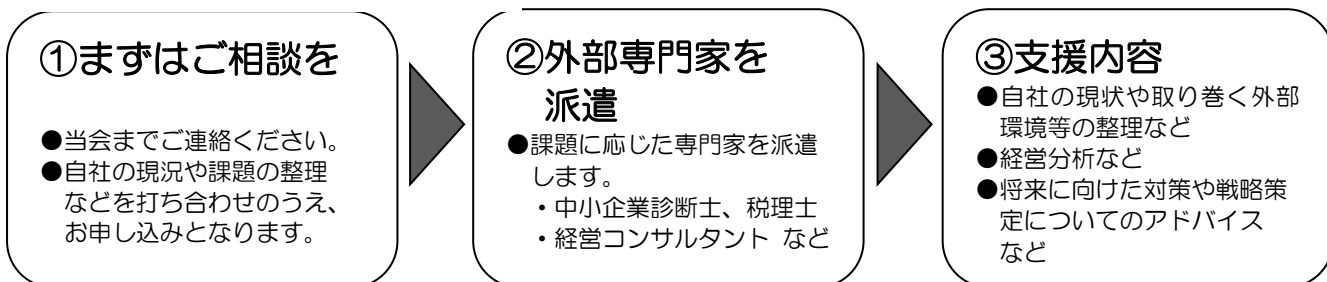 ①まずはご相談を
●当会までご連絡ください。
●自社の現況や課題の整理
などを打ち合わせのうえ、
お申し込みとなります。
②外部専門家を
派遣
●課題に応じた専門家を派遣
します。
・中小企業診断士、税理士
・経営コンサルタント など
③支援内容
●自社の現状や取り巻く外部
環境等の整理など
●経営分析など
●将来に向けた対策や戦略策
定についてのアドバイス
など